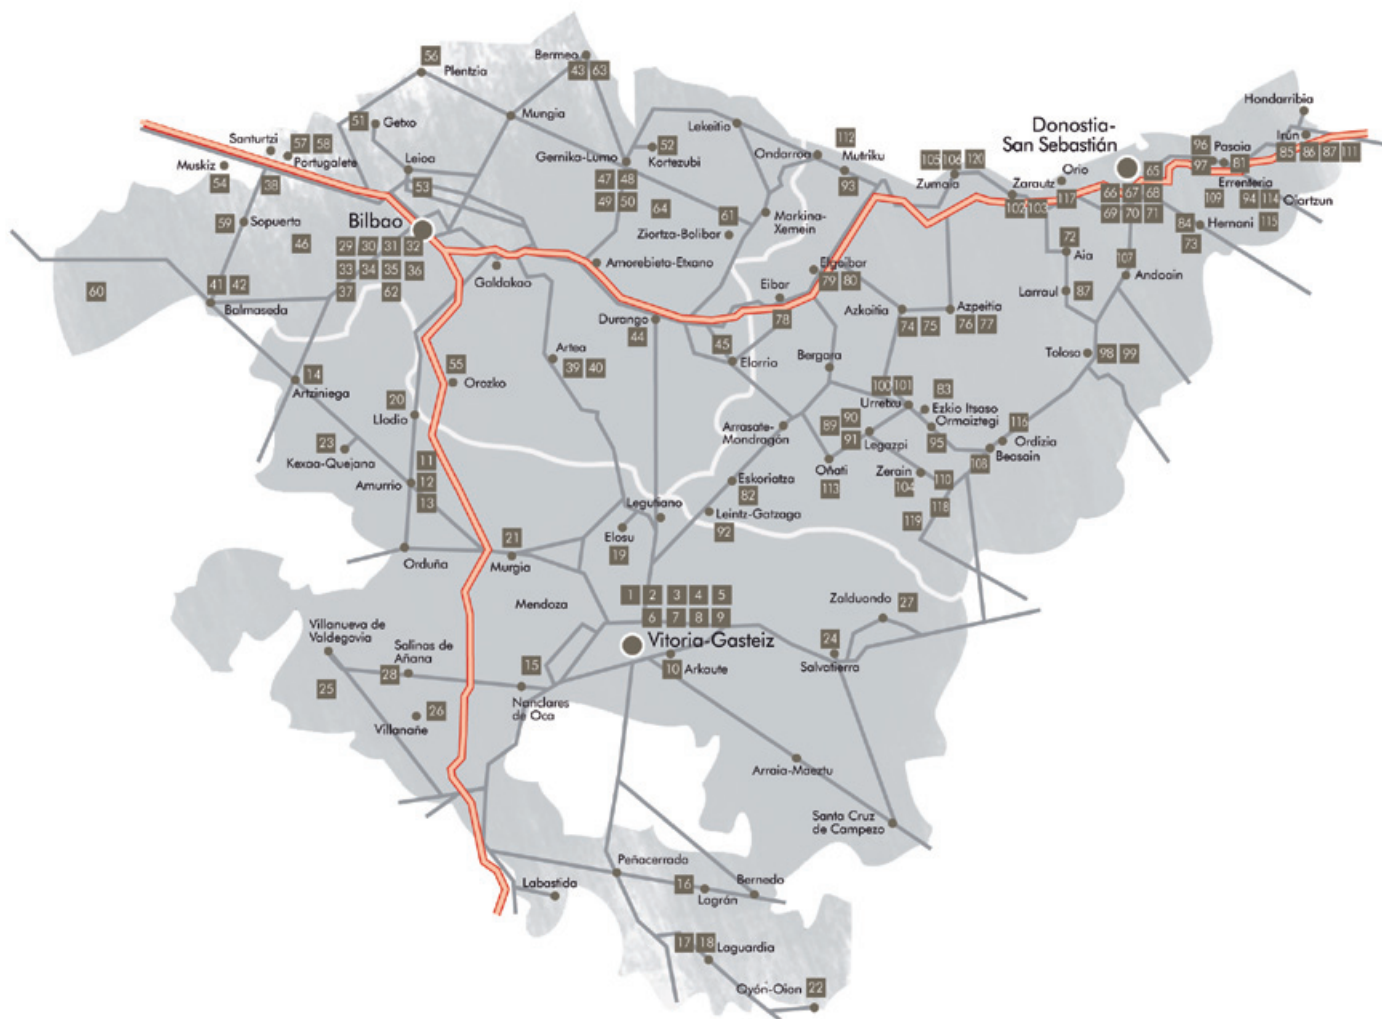 56
Plentzia
Bermeo
43 63
51
Getxo
Mungia
Lekeitio
Hondarribia
Santurtzi
57 58
Portugalete
Muskiz
54
38
Leioa
53
Gernika-Lumo
52
Kortezubi
47 48
49 50
64
Ondarroa
112
Mutriku
93
105 106 120
Zumaia
Zarautz
102 103
Orio
117
Donostia-
San Sebastián
65
66 67 68
69 70 71
96
97
Pasaia
81
Irún
85 86 87 111
Errenteria
109
94 114
Oiartzun
115
84
Hernani
73
59
Sopuerta
46
Bilbao
29 30 31 32
33 34 35 36
37 62
61
Ziortza-Bolibar
Markina-
Xemein
72
Aia
107
Andoain
60
41 42
Balmaseda
Galdakao
Amorebieta-Etxano
Elgoibar
79 80
Eibar
78
Larraul
87
Azkoitia
74 75
Azpeitia
76 77
Durango
44
45
Elorrio
Artea
39 40
Bergara
Tolosa
98 99
14
Artziniega
55
Orozko
20
Llodio
100 101
Urretxu
83
Ezkio Itsaso
Ormaiztegi
95
116
Ordizia
Beasain
108
23
Kexaa-Quejana
Arrasate-
Mondragón
89 90
91
Legazpi
Oñati
113
Zerain
104
110
118
119
11
Amurrio
12
13
Eskoriatza
82
Leintz-Gatzaga
92
Legutiano
Elosu
19
Orduña
21
Murgia
Mendoza
1 2 3 4 5
6 7 8 9
Vitoria-Gasteiz
10
Arkaute
Zalduondo
27
24
Salvatierra
Villanueva de
Valdegovia
25
Salinas de
Añana
28
15
Nanclares
de Oca
26
Villanañe
Arraia-Maeztu
Santa Cruz
de Campezo
Peñacerrada
Labastida
16
Lagrán
Bernedo
17 18
Laguardia
Oyón-Oion
22